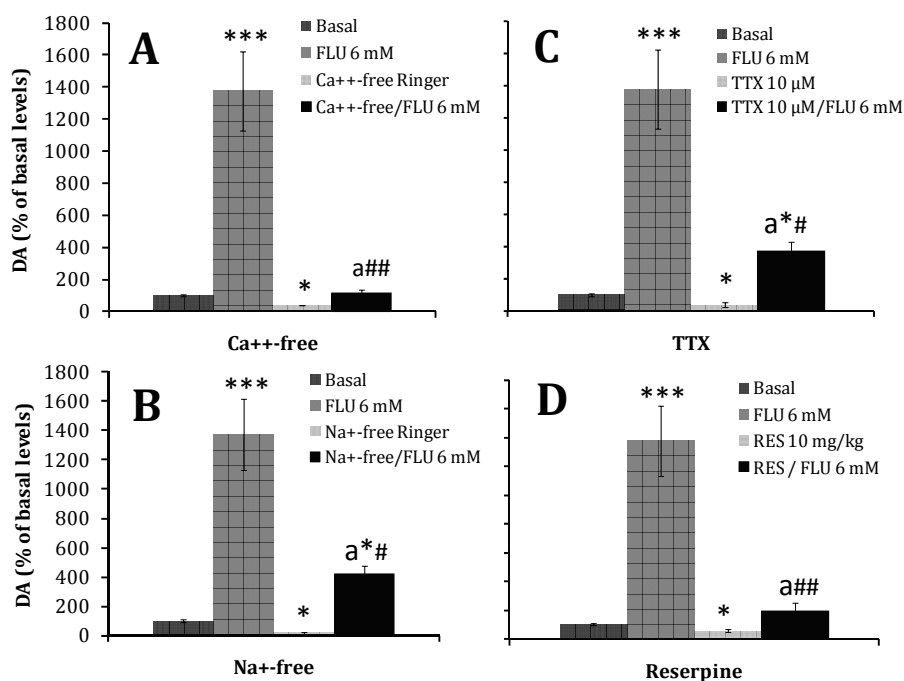 A
DA (% of basal levels)
1800
1600
1400
1200
1000
800
600
400
200
0
***
*
a##
Basal
FLU 6 mM
Ca++-free Ringer
Ca++-free/FLU 6 mM
Ca++-free
C
***
*
a*#
Basal
FLU 6 mM
TTX 10 µM
TTX 10 µM/FLU 6 mM
TTX
B
DA (% of basal levels)
1800
1600
1400
1200
1000
800
600
400
200
0
***
*
a*#
Basal
FLU 6 mM
Na+-free Ringer
Na+-free/FLU 6 mM
Na+-free
D
***
*
a##
Basal
FLU 6 mM
RES 10 mg/kg
RES / FLU 6 mM
Reserpine